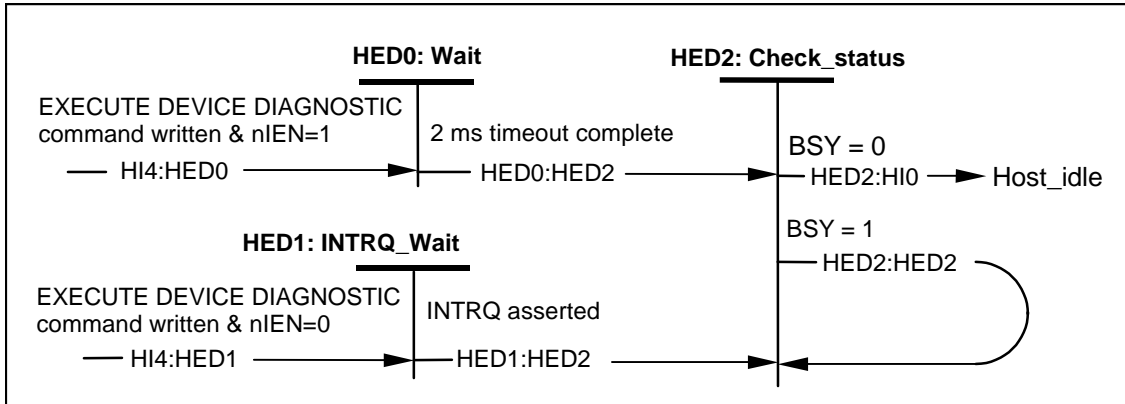 HED0: Wait
HED2: Check_status
EXECUTE DEVICE DIAGNOSTIC
command written & nIEN=1
2 ms timeout complete
BSY = 0
HI4:HED0
HED0:HED2
HED2:HI0
Host_idle
BSY = 1
HED2:HED2
HED1: INTRQ_Wait
EXECUTE DEVICE DIAGNOSTIC
command written & nIEN=0
INTRQ asserted
HI4:HED1
HED1:HED2